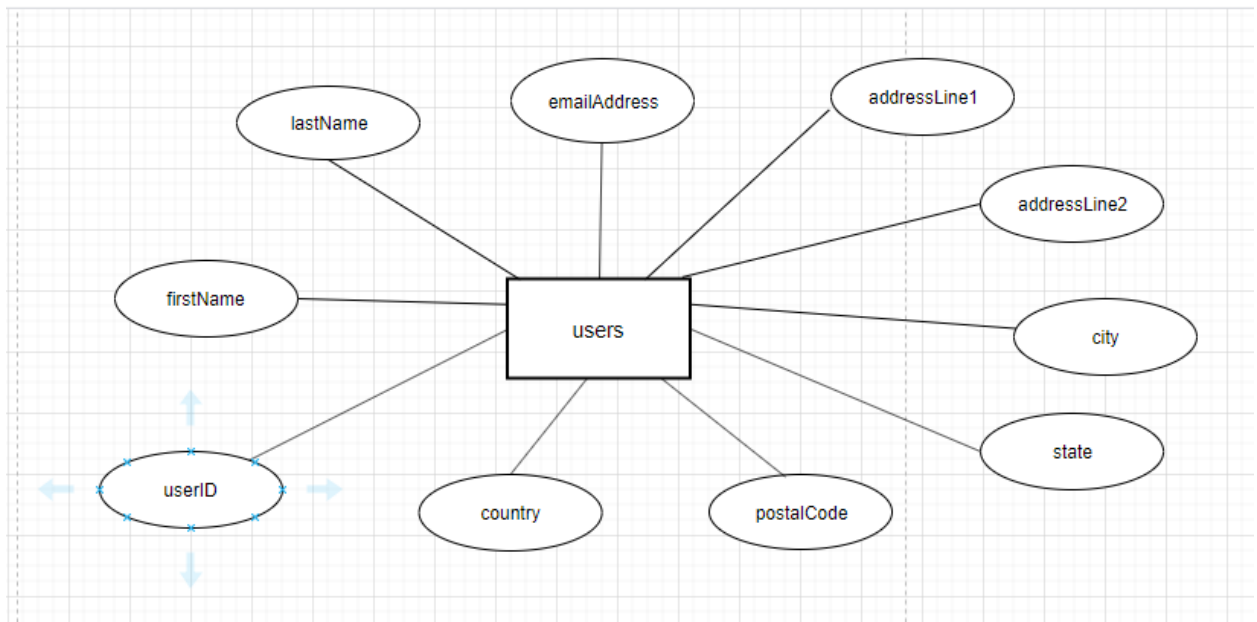 emailAddress
addressLine1
lastName
addressLine2
firstName
users
city
state
userID
country
postalCode